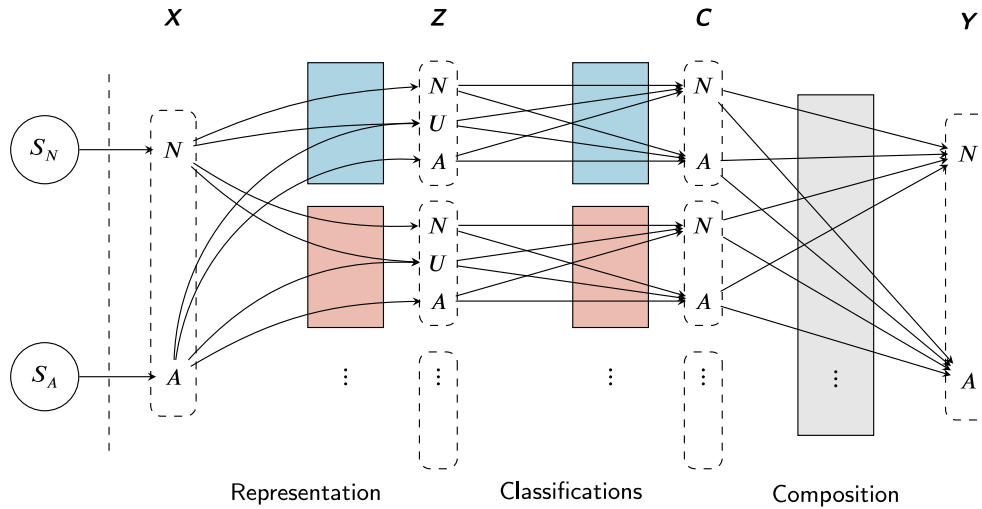 X Z C Y
N N
U
S_N N A A N
N N
U
A A
S_A A ⋮ ⋮ ⋮ ⋮ ⋮ A
Representation Classifications Composition